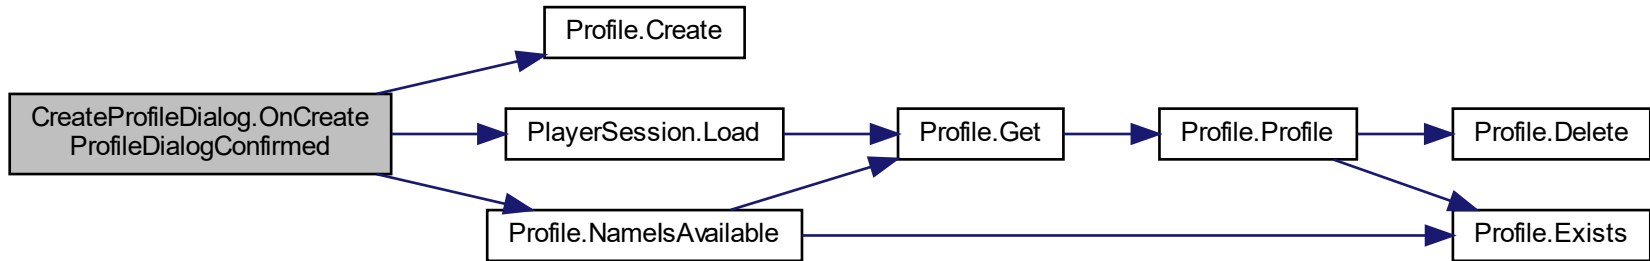 Profile.Create
CreateProfileDialog.OnCreate
ProfileDialogConfirmed
PlayerSession.Load
Profile.Get
Profile.Profile
Profile.Delete
Profile.NameIsAvailable
Profile.Exists